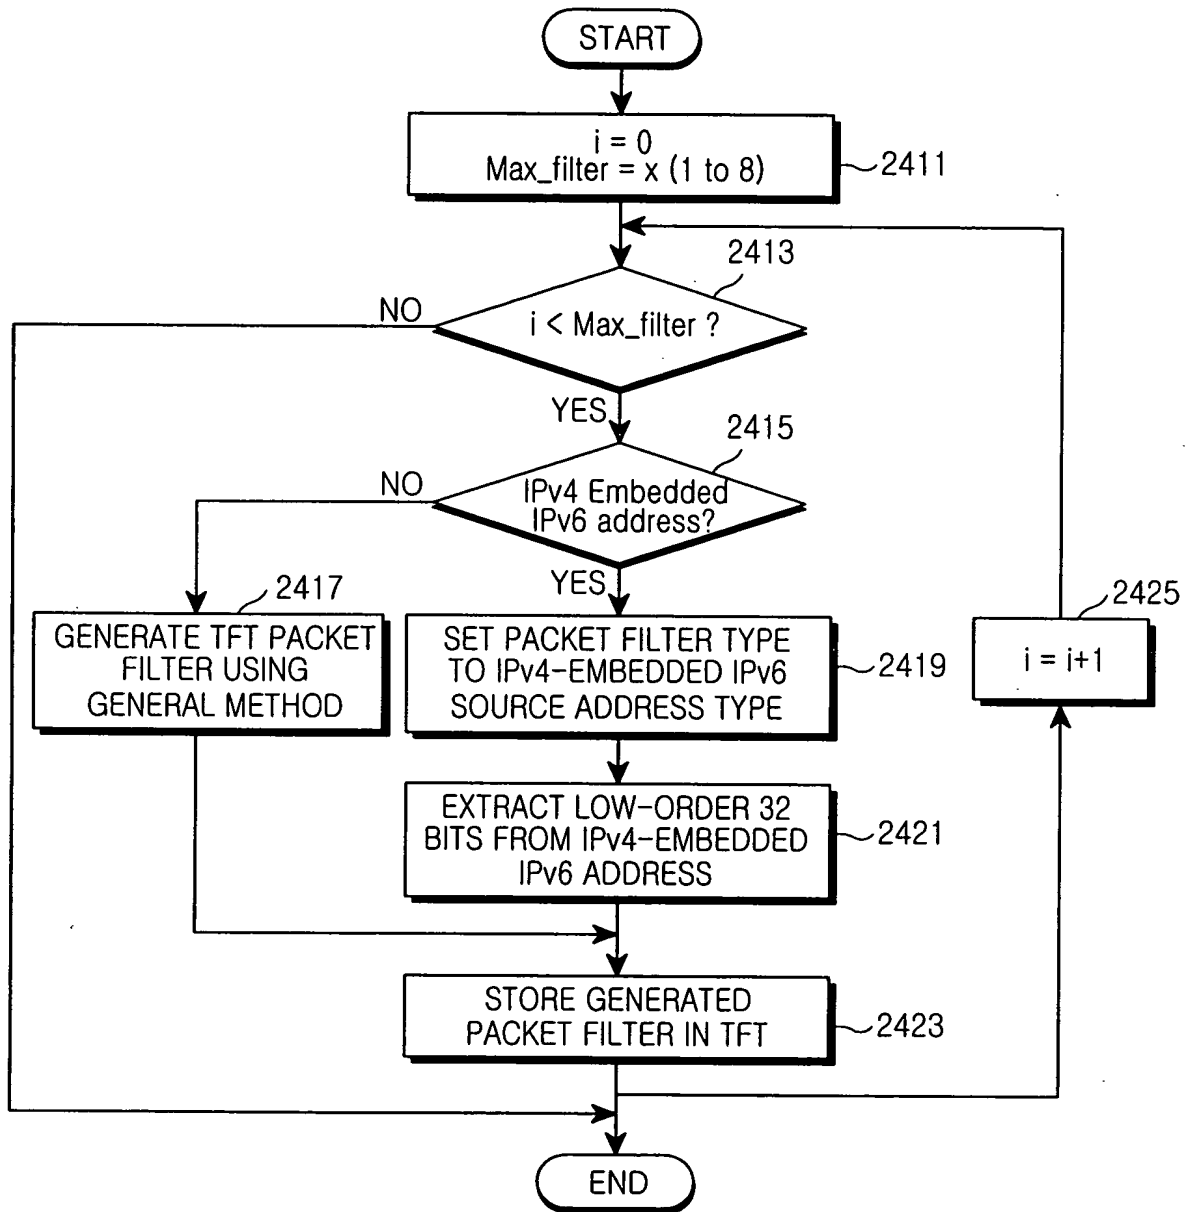 START
i = 0
Max_filter = x (1 to 8)
2411
2413
NO
i < Max_filter ?
YES
2415
NO
IPv4 Embedded
IPv6 address?
YES
2417
GENERATE TFT PACKET
FILTER USING
GENERAL METHOD
SET PACKET FILTER TYPE
TO IPv4-EMBEDDED IPv6
SOURCE ADDRESS TYPE
2419
2425
i = i+1
EXTRACT LOW-ORDER 32
BITS FROM IPv4-EMBEDDED
IPv6 ADDRESS
2421
STORE GENERATED
PACKET FILTER IN TFT
2423
END